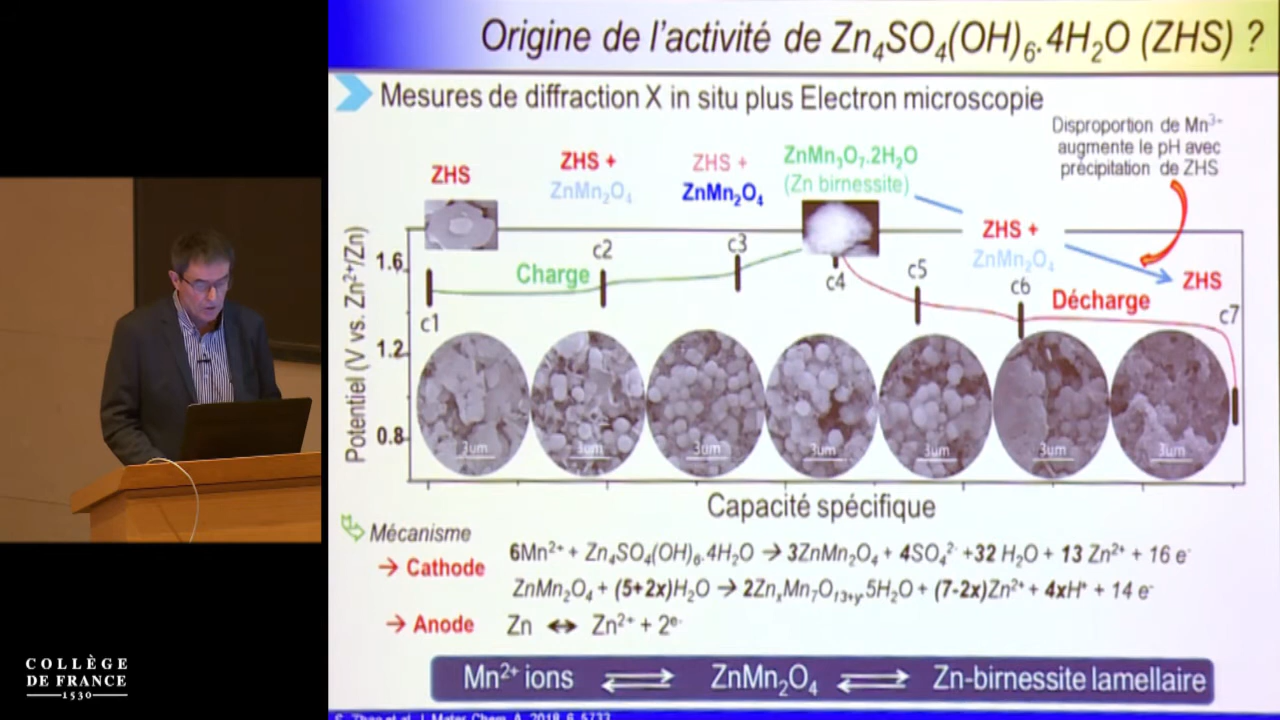 Origine de l'activité de Zn₄SO₄(OH)₆.4H₂O (ZHS) ?
Mesures de diffraction X in situ plus Electron microscopie
Disproportion de Mn³⁻
augmente le pH avec
précipitation de ZHS
ZHS
ZHS +
ZnMn₂O₄
ZHS +
ZnMn₂O₄
ZnMn₃O₇.2H₂O
(Zn birnessite)
ZHS +
ZnMn₂O₄
ZHS
Potentiel (V vs. Zn²⁺/Zn)
1.6
1.2
0.8
Charge
Décharge
c1
c2
c3
c4
c5
c6
c7
3um
3um
3um
3um
3um
3um
3um
Capacité spécifique
Mécanisme
→ Cathode
6Mn²⁺ + Zn₄SO₄(OH)₆.4H₂O → 3ZnMn₂O₄ + 4SO₄²⁻ +32 H₂O + 13 Zn²⁺ + 16 e⁻
ZnMn₂O₄ + (5+2x)H₂O → 2ZnₓMn₇O₁₃₊ᵧ.5H₂O + (7-2x)Zn²⁺ + 4xH⁺ + 14 e⁻
→ Anode
Zn ⟷ Zn²⁺ + 2e⁻
Mn²⁺ ions ⇌ ZnMn₂O₄ ⇌ Zn-birnessite lamellaire
COLLÈGE
DE FRANCE
1530